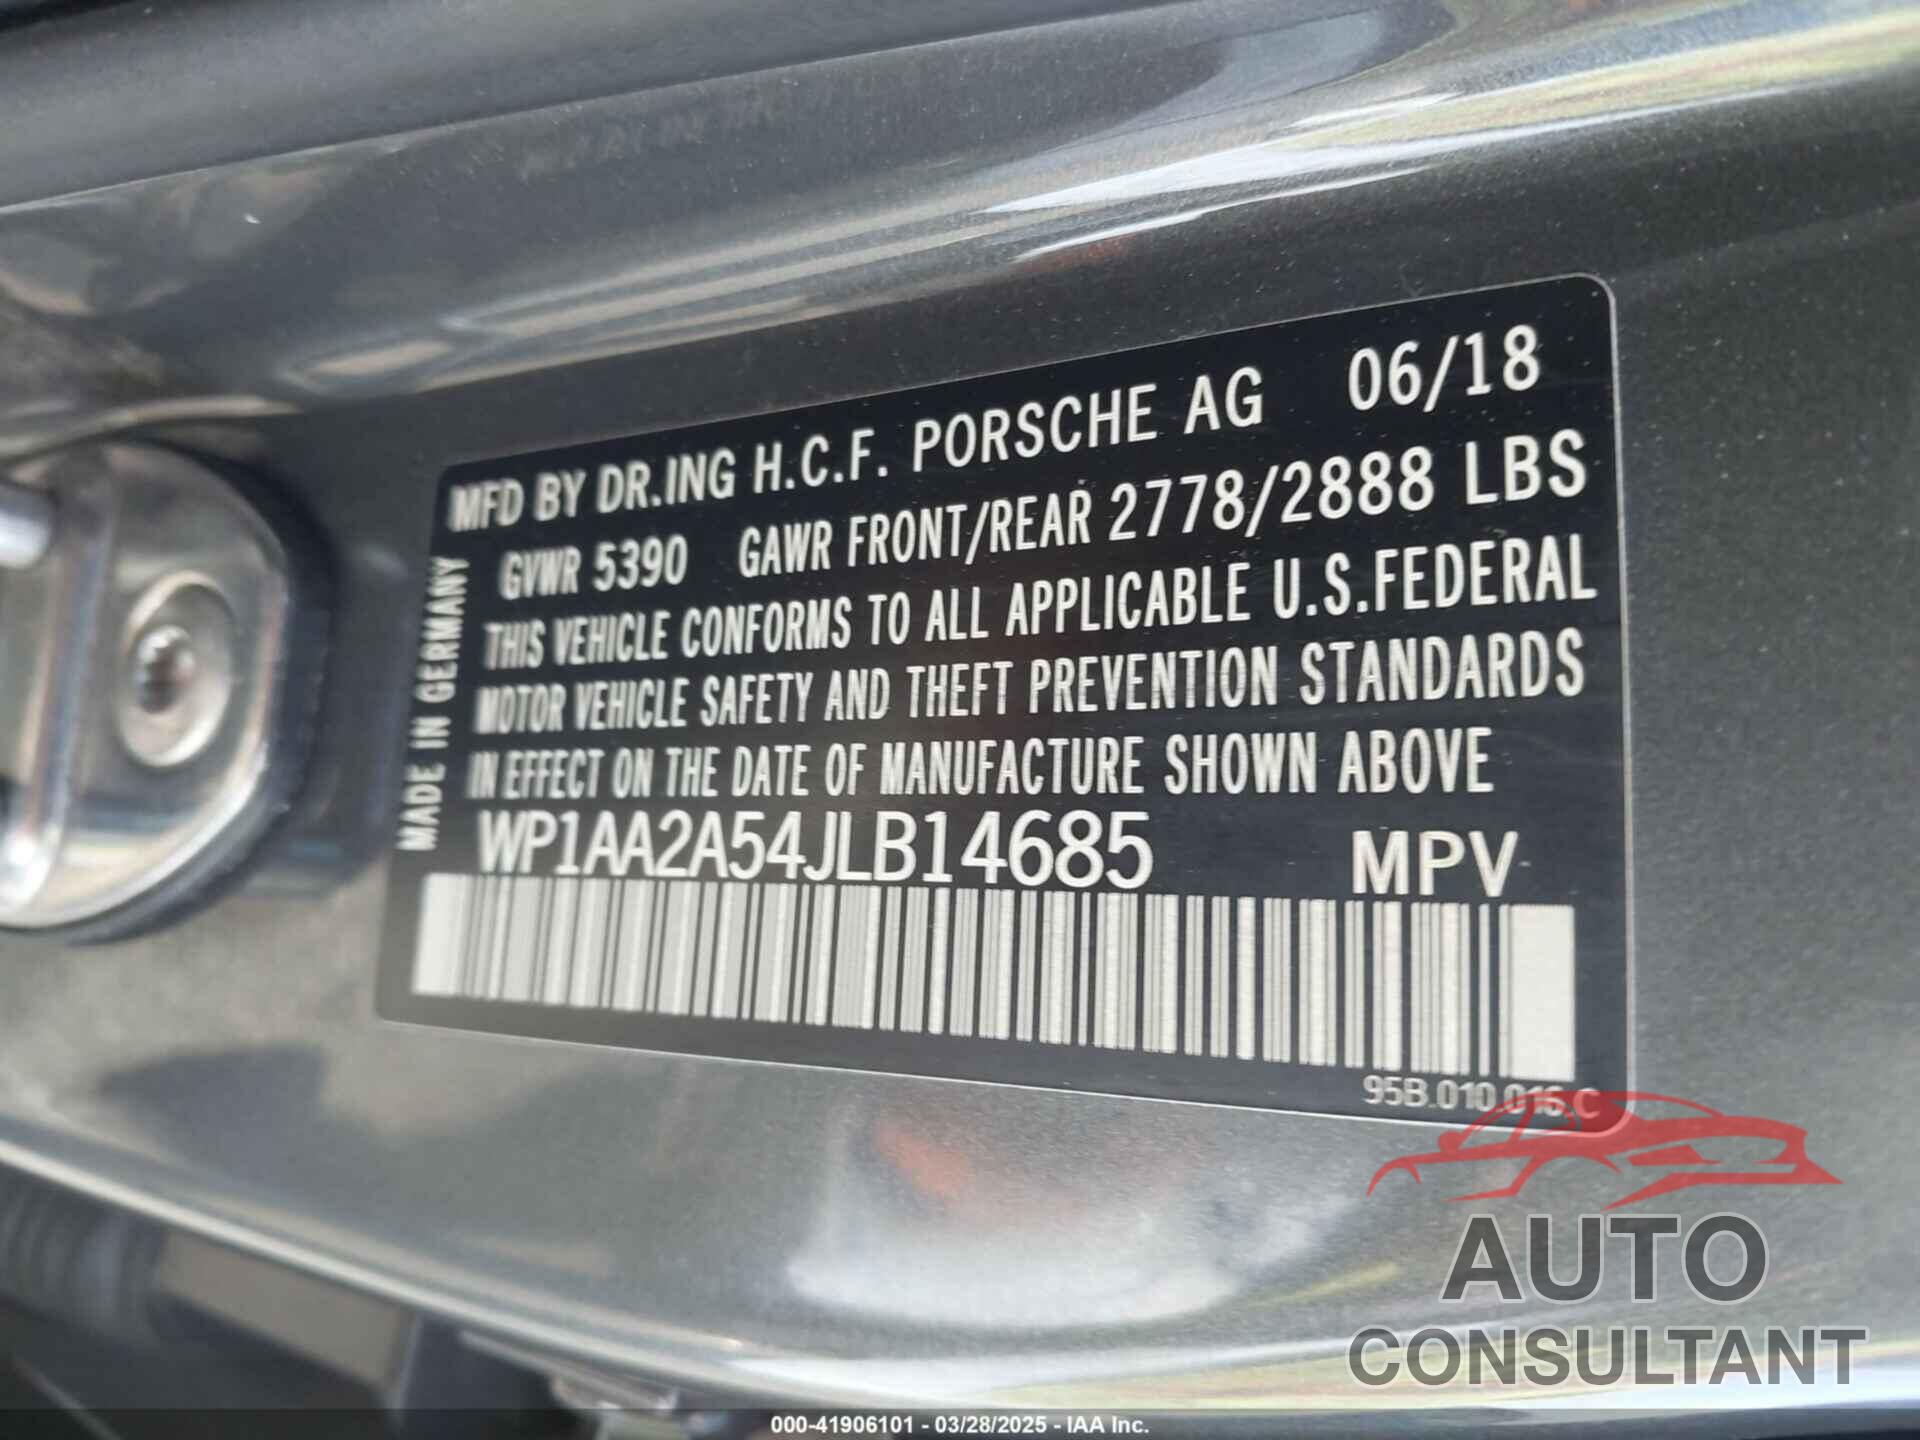 MFD BY DR.ING H.C.F. PORSCHE AG 06/18
GVWR 5390 GAWR FRONT/REAR 2778/2888 LBS
THIS VEHICLE CONFORMS TO ALL APPLICABLE U.S.FEDERAL
MOTOR VEHICLE SAFETY AND THEFT PREVENTION STANDARDS
IN EFFECT ON THE DATE OF MANUFACTURE SHOWN ABOVE
WP1AA2A54JLB14685 MPV
MADE IN GERMANY
95B.010.016.C
AUTO
CONSULTANT
000-41906101 - 03/28/2025 - IAA Inc.